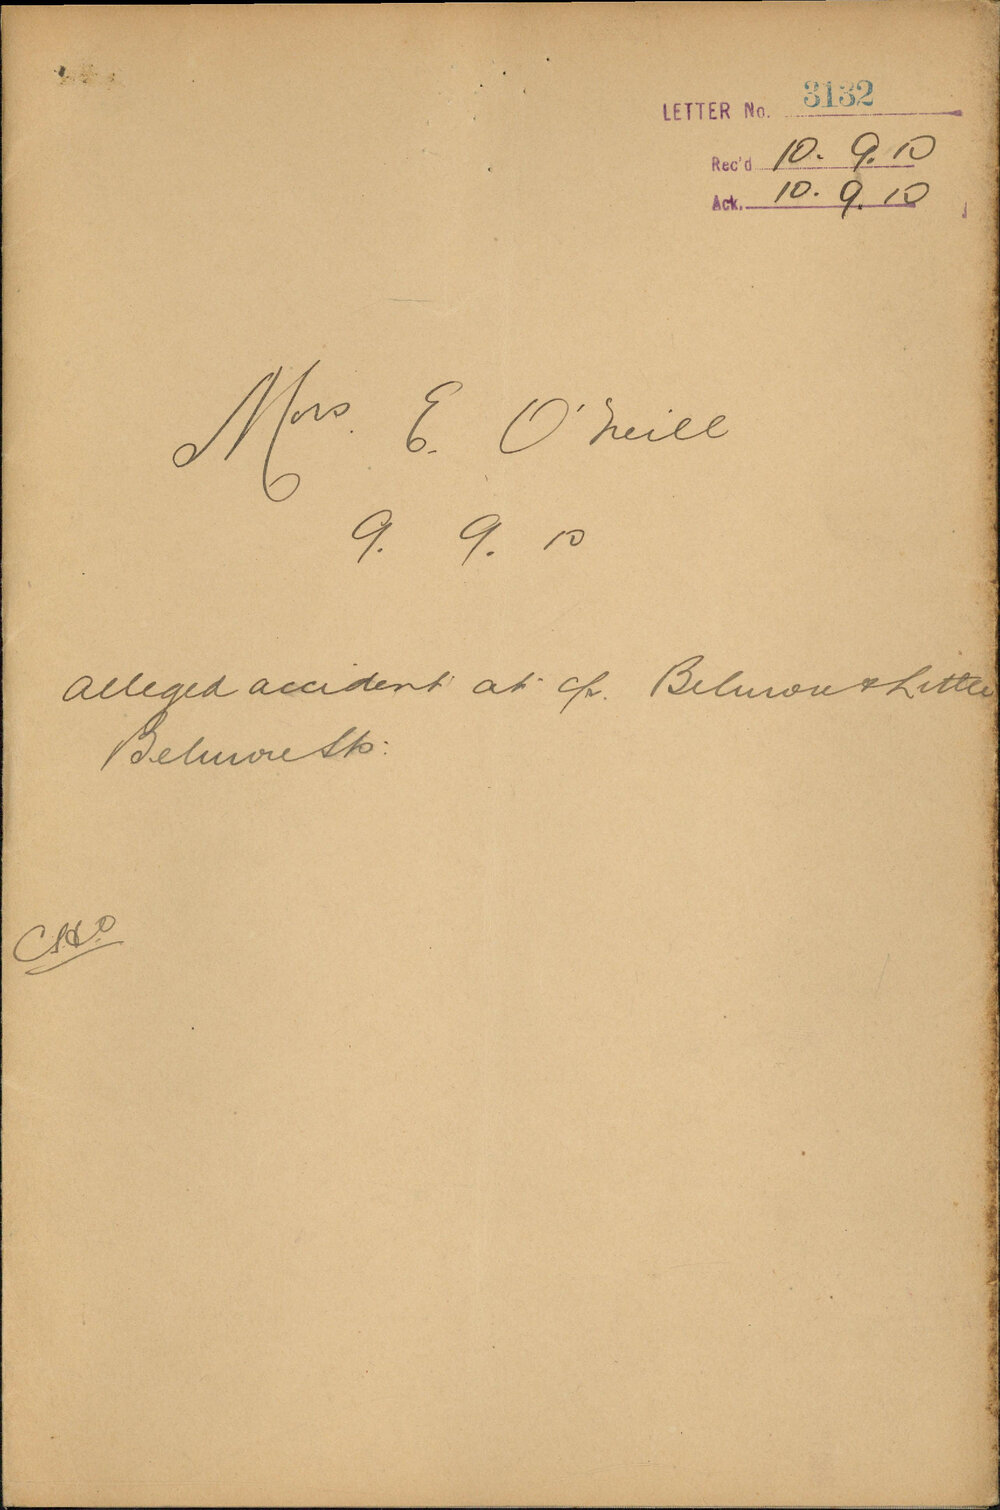 LETTER No. 3132
Rec'd 10. 9. 10
Ack. 10. 9. 10
Mrs. E. O'Neill
9. 9. 10
Alleged accident at cr. Belmore & Little
Belmore Sts: